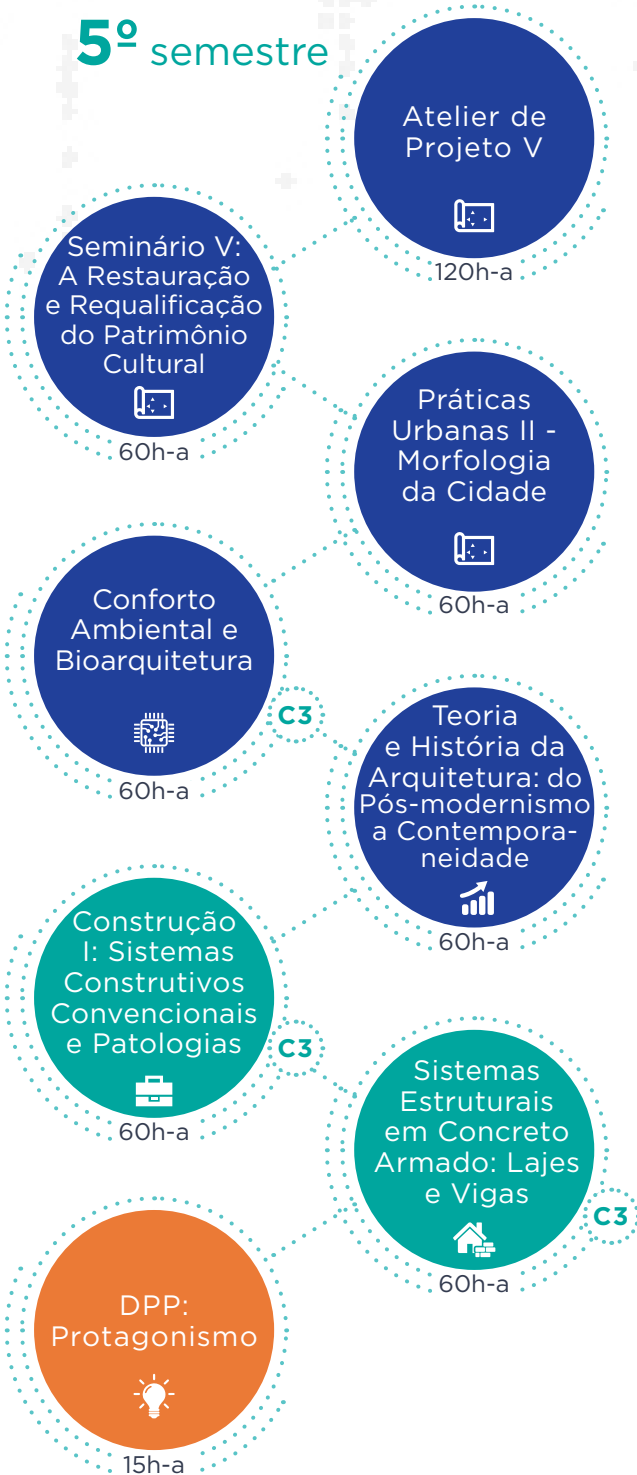 5º semestre
Atelier de
Projeto V
120h-a
Seminário V:
A Restauração
e Requalificação
do Patrimônio
Cultural
60h-a
Práticas
Urbanas II -
Morfologia
da Cidade
60h-a
Conforto
Ambiental e
Bioarquitetura
C3
60h-a
Teoria
e História da
Arquitetura: do
Pós-modernismo
a Contempora-
neidade
60h-a
Construção
I: Sistemas
Construtivos
Convencionais
e Patologias
C3
60h-a
Sistemas
Estruturais
em Concreto
Armado: Lajes
e Vigas
C3
60h-a
DPP:
Protagonismo
15h-a